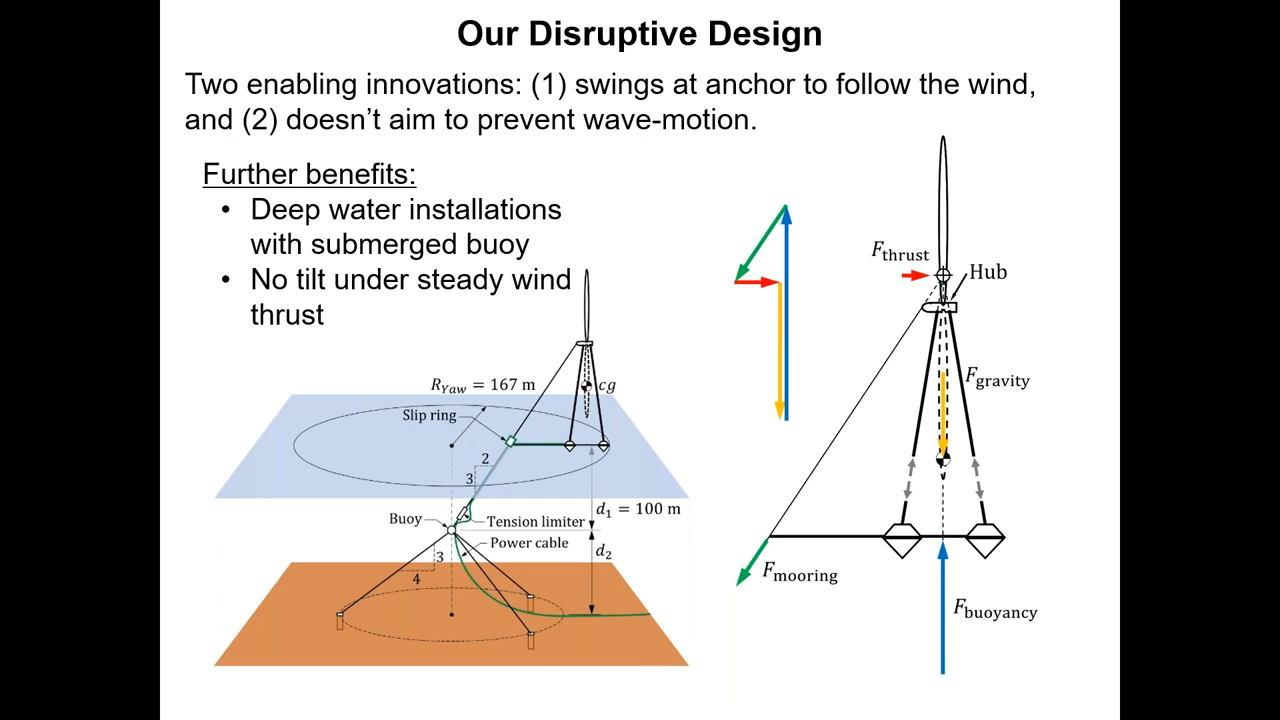 Our Disruptive Design
Two enabling innovations: (1) swings at anchor to follow the wind,
and (2) doesn’t aim to prevent wave-motion.
Further benefits:
• Deep water installations
with submerged buoy
• No tilt under steady wind
thrust
R_Yaw = 167 m
cg
Slip ring
2
3
d₁ = 100 m
Buoy
Tension limiter
Power cable
d₂
3
4
F_thrust
Hub
F_gravity
F_mooring
F_buoyancy